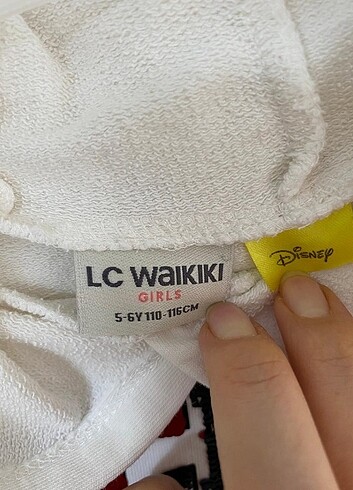 LC WAIKIKI
GIRLS
5-6Y 110-116CM
DISNEY